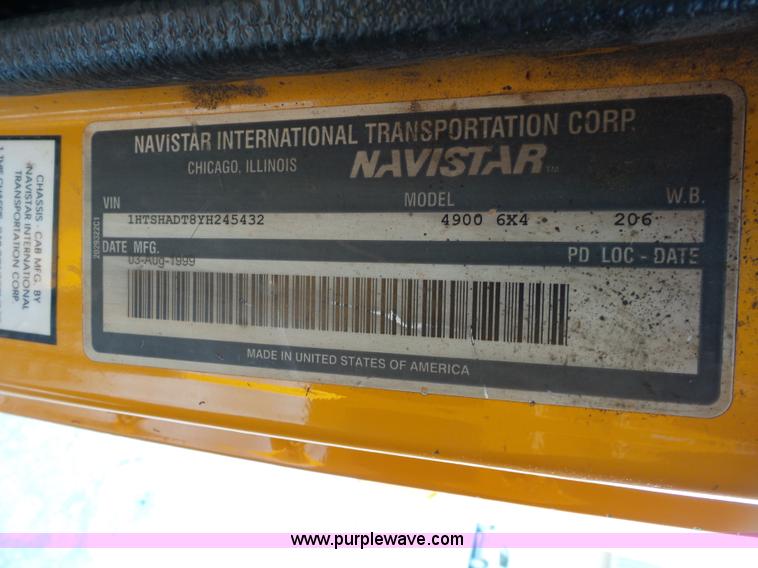 NAVISTAR INTERNATIONAL TRANSPORTATION CORP.
CHICAGO, ILLINOIS NAVISTAR TM
VIN MODEL W.B.
1HTSHADT8YH245432 4900 6X4 206
DATE MFG. PD LOC - DATE
03-Aug-1999
MADE IN UNITED STATES OF AMERICA
2029322C1
CHASSIS - CAB MFG. BY
NAVISTAR INTERNATIONAL
TRANSPORTATION CORP
www.purplewave.com